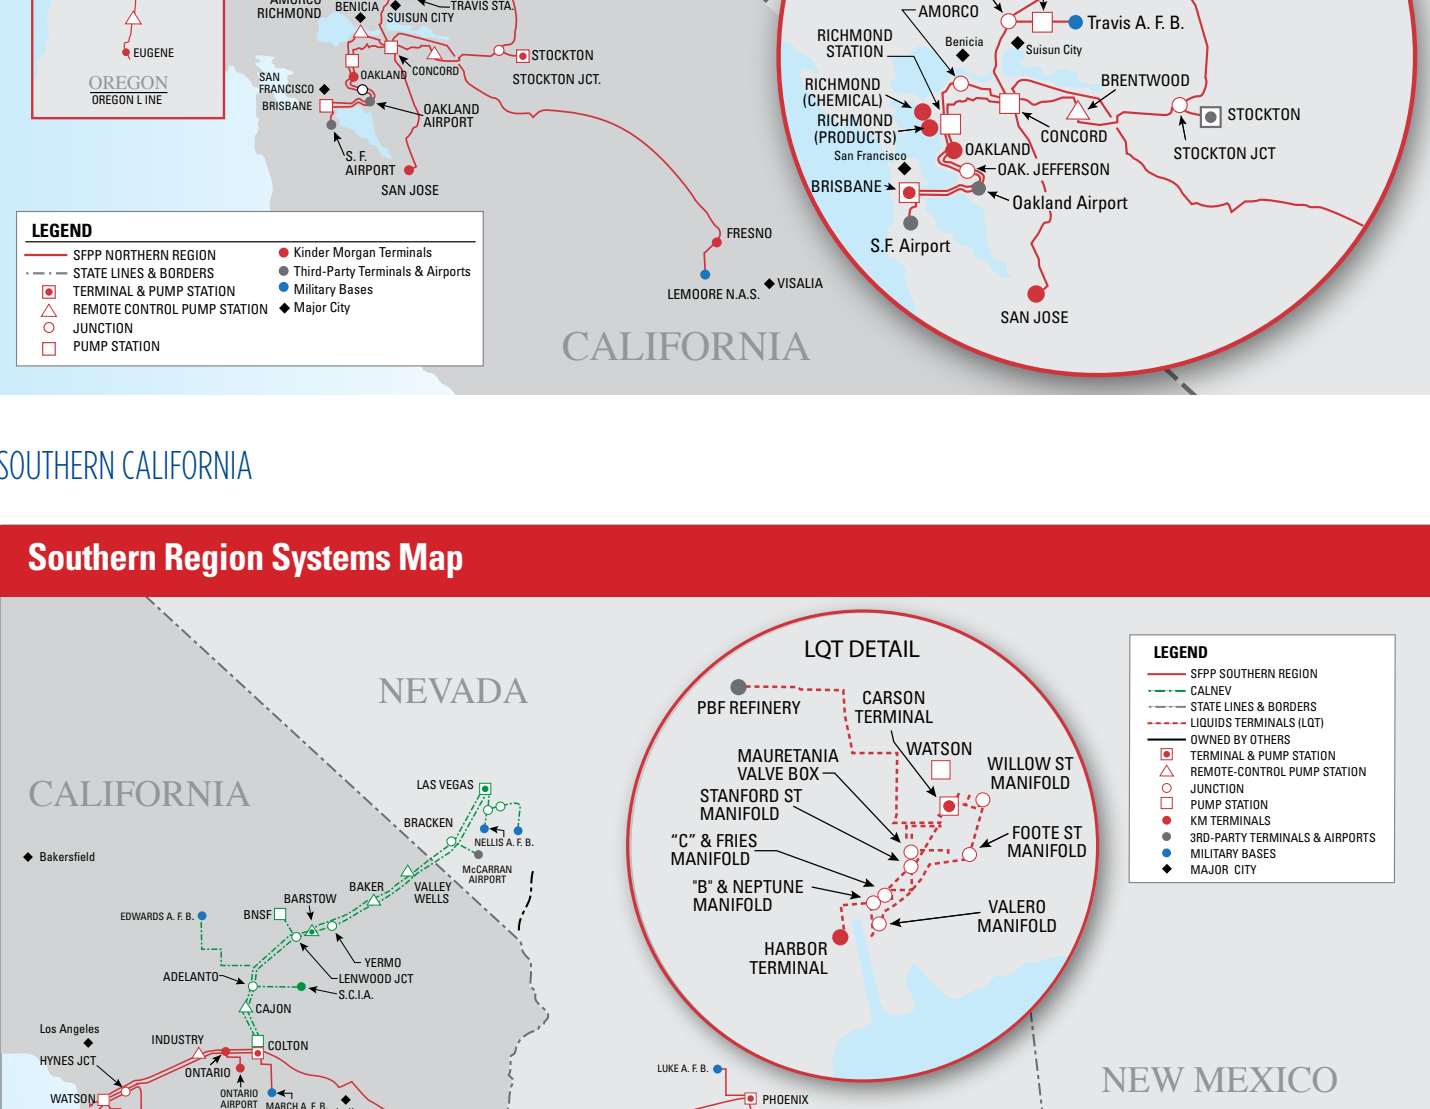 AMORCO
RICHMOND
BENICIA
SUISUN CITY
TRAVIS STA.
EUGENE
OREGON
OREGON LINE
SAN
FRANCISCO
BRISBANE
OAKLAND
CONCORD
STOCKTON
STOCKTON JCT.
OAKLAND
AIRPORT
S. F.
AIRPORT
SAN JOSE
FRESNO
LEMOORE N.A.S.
VISALIA
CALIFORNIA
LEGEND
SFPP NORTHERN REGION
STATE LINES & BORDERS
TERMINAL & PUMP STATION
REMOTE CONTROL PUMP STATION
JUNCTION
PUMP STATION
Kinder Morgan Terminals
Third-Party Terminals & Airports
Military Bases
Major City
AMORCO
Travis A. F. B.
RICHMOND
STATION
Benicia
Suisun City
RICHMOND
(CHEMICAL)
BRENTWOOD
RICHMOND
(PRODUCTS)
STOCKTON
CONCORD
San Francisco
OAKLAND
STOCKTON JCT
OAK. JEFFERSON
BRISBANE
Oakland Airport
S.F. Airport
SAN JOSE
SOUTHERN CALIFORNIA
Southern Region Systems Map
NEVADA
CALIFORNIA
LAS VEGAS
BRACKEN
NELLIS A. F. B.
McCARRAN
AIRPORT
Bakersfield
BAKER
VALLEY
WELLS
BARSTOW
BNSF
EDWARDS A. F. B.
YERMO
LENWOOD JCT
ADELANTO
S.C.I.A.
CAJON
Los Angeles
INDUSTRY
COLTON
HYNES JCT
ONTARIO
WATSON
ONTARIO
AIRPORT
MARCH A. F. B.
LQT DETAIL
PBF REFINERY
CARSON
TERMINAL
MAURETANIA
VALVE BOX
WATSON
WILLOW ST
MANIFOLD
STANFORD ST
MANIFOLD
"C" & FRIES
MANIFOLD
FOOTE ST
MANIFOLD
"B" & NEPTUNE
MANIFOLD
VALERO
MANIFOLD
HARBOR
TERMINAL
LUKE A. F. B.
PHOENIX
NEW MEXICO
LEGEND
SFPP SOUTHERN REGION
CALNEV
STATE LINES & BORDERS
LIQUIDS TERMINALS (LQT)
OWNED BY OTHERS
TERMINAL & PUMP STATION
REMOTE-CONTROL PUMP STATION
JUNCTION
PUMP STATION
KM TERMINALS
3RD-PARTY TERMINALS & AIRPORTS
MILITARY BASES
MAJOR CITY